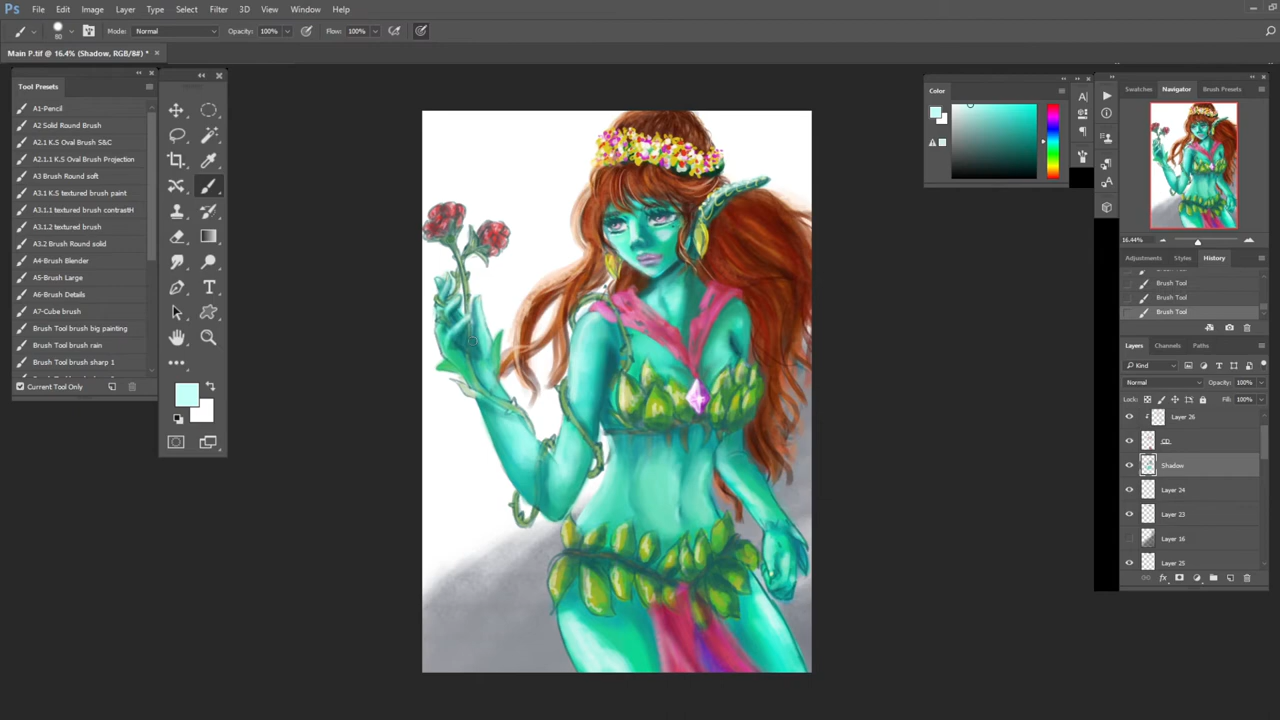 Ps File Edit Image Layer Type Select Filter 3D View Window Help
80 Mode: Normal Opacity: 100% Flow: 100%
Main P.tif @ 16.4% (Shadow, RGB/8#) * ×
Tool Presets
A1-Pencil
A2 Solid Round Brush
A2.1 K.S Oval Brush S&C
A2.1.1 K.S Oval Brush Projection
A3 Brush Round soft
A3.1 K.S textured brush paint
A3.1.1 textured brush contrastH
A3.1.2 textured brush
A3.2 Brush Round solid
A4-Brush Blender
A5-Brush Large
A6-Brush Details
A7-Cube brush
Brush Tool brush big painting
Brush Tool brush rain
Brush Tool brush sharp 1
Current Tool Only
Color
Swatches Navigator Brush Presets
16.44%
Adjustments Styles History
Brush Tool
Brush Tool
Brush Tool
Layers Channels Paths
Kind
Normal Opacity: 100%
Lock: Fill: 100%
Layer 26
Shadow
Layer 24
Layer 23
Layer 16
Layer 25